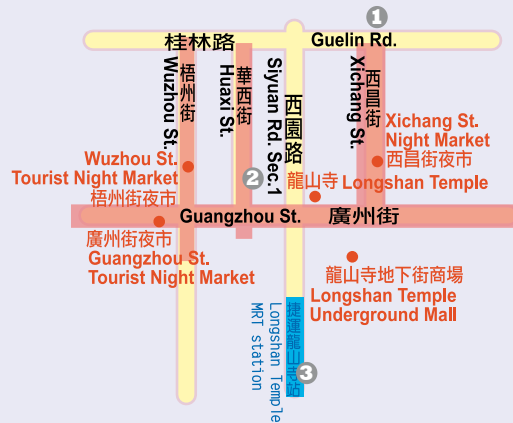 1
桂林路
Guelin Rd.
Wuzhou St.
梧州街
Huaxi St.
華西街
Siyuan Rd. Sec.1
西園路
Xichang St.
西昌街
Xichang St.
Night Market
西昌街夜市
Wuzhou St.
Tourist Night Market
梧州街夜市
2
龍山寺 Longshan Temple
Guangzhou St.
廣州街
廣州街夜市
Guangzhou St.
Tourist Night Market
龍山寺地下街商場
Longshan Temple
Underground Mall
Longshan Temple
MRT station
捷運龍山寺站
3